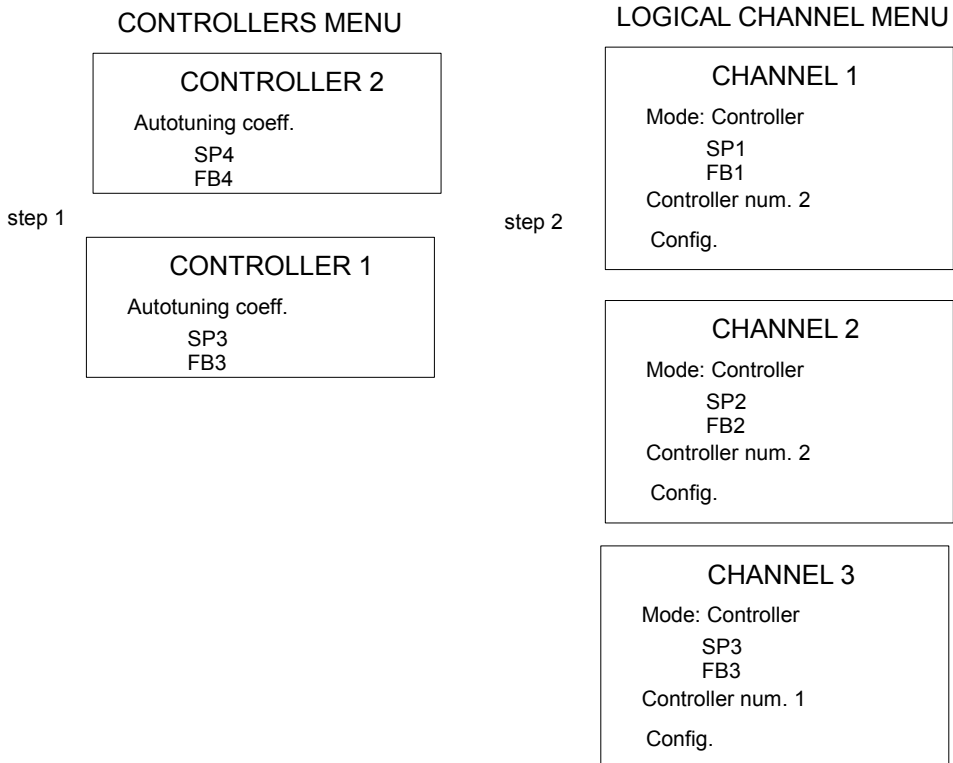 CONTROLLERS MENU
CONTROLLER 2
Autotuning coeff.
SP4
FB4
step 1
CONTROLLER 1
Autotuning coeff.
SP3
FB3
LOGICAL CHANNEL MENU
CHANNEL 1
Mode: Controller
SP1
FB1
Controller num. 2
step 2
Config.
CHANNEL 2
Mode: Controller
SP2
FB2
Controller num. 2
Config.
CHANNEL 3
Mode: Controller
SP3
FB3
Controller num. 1
Config.